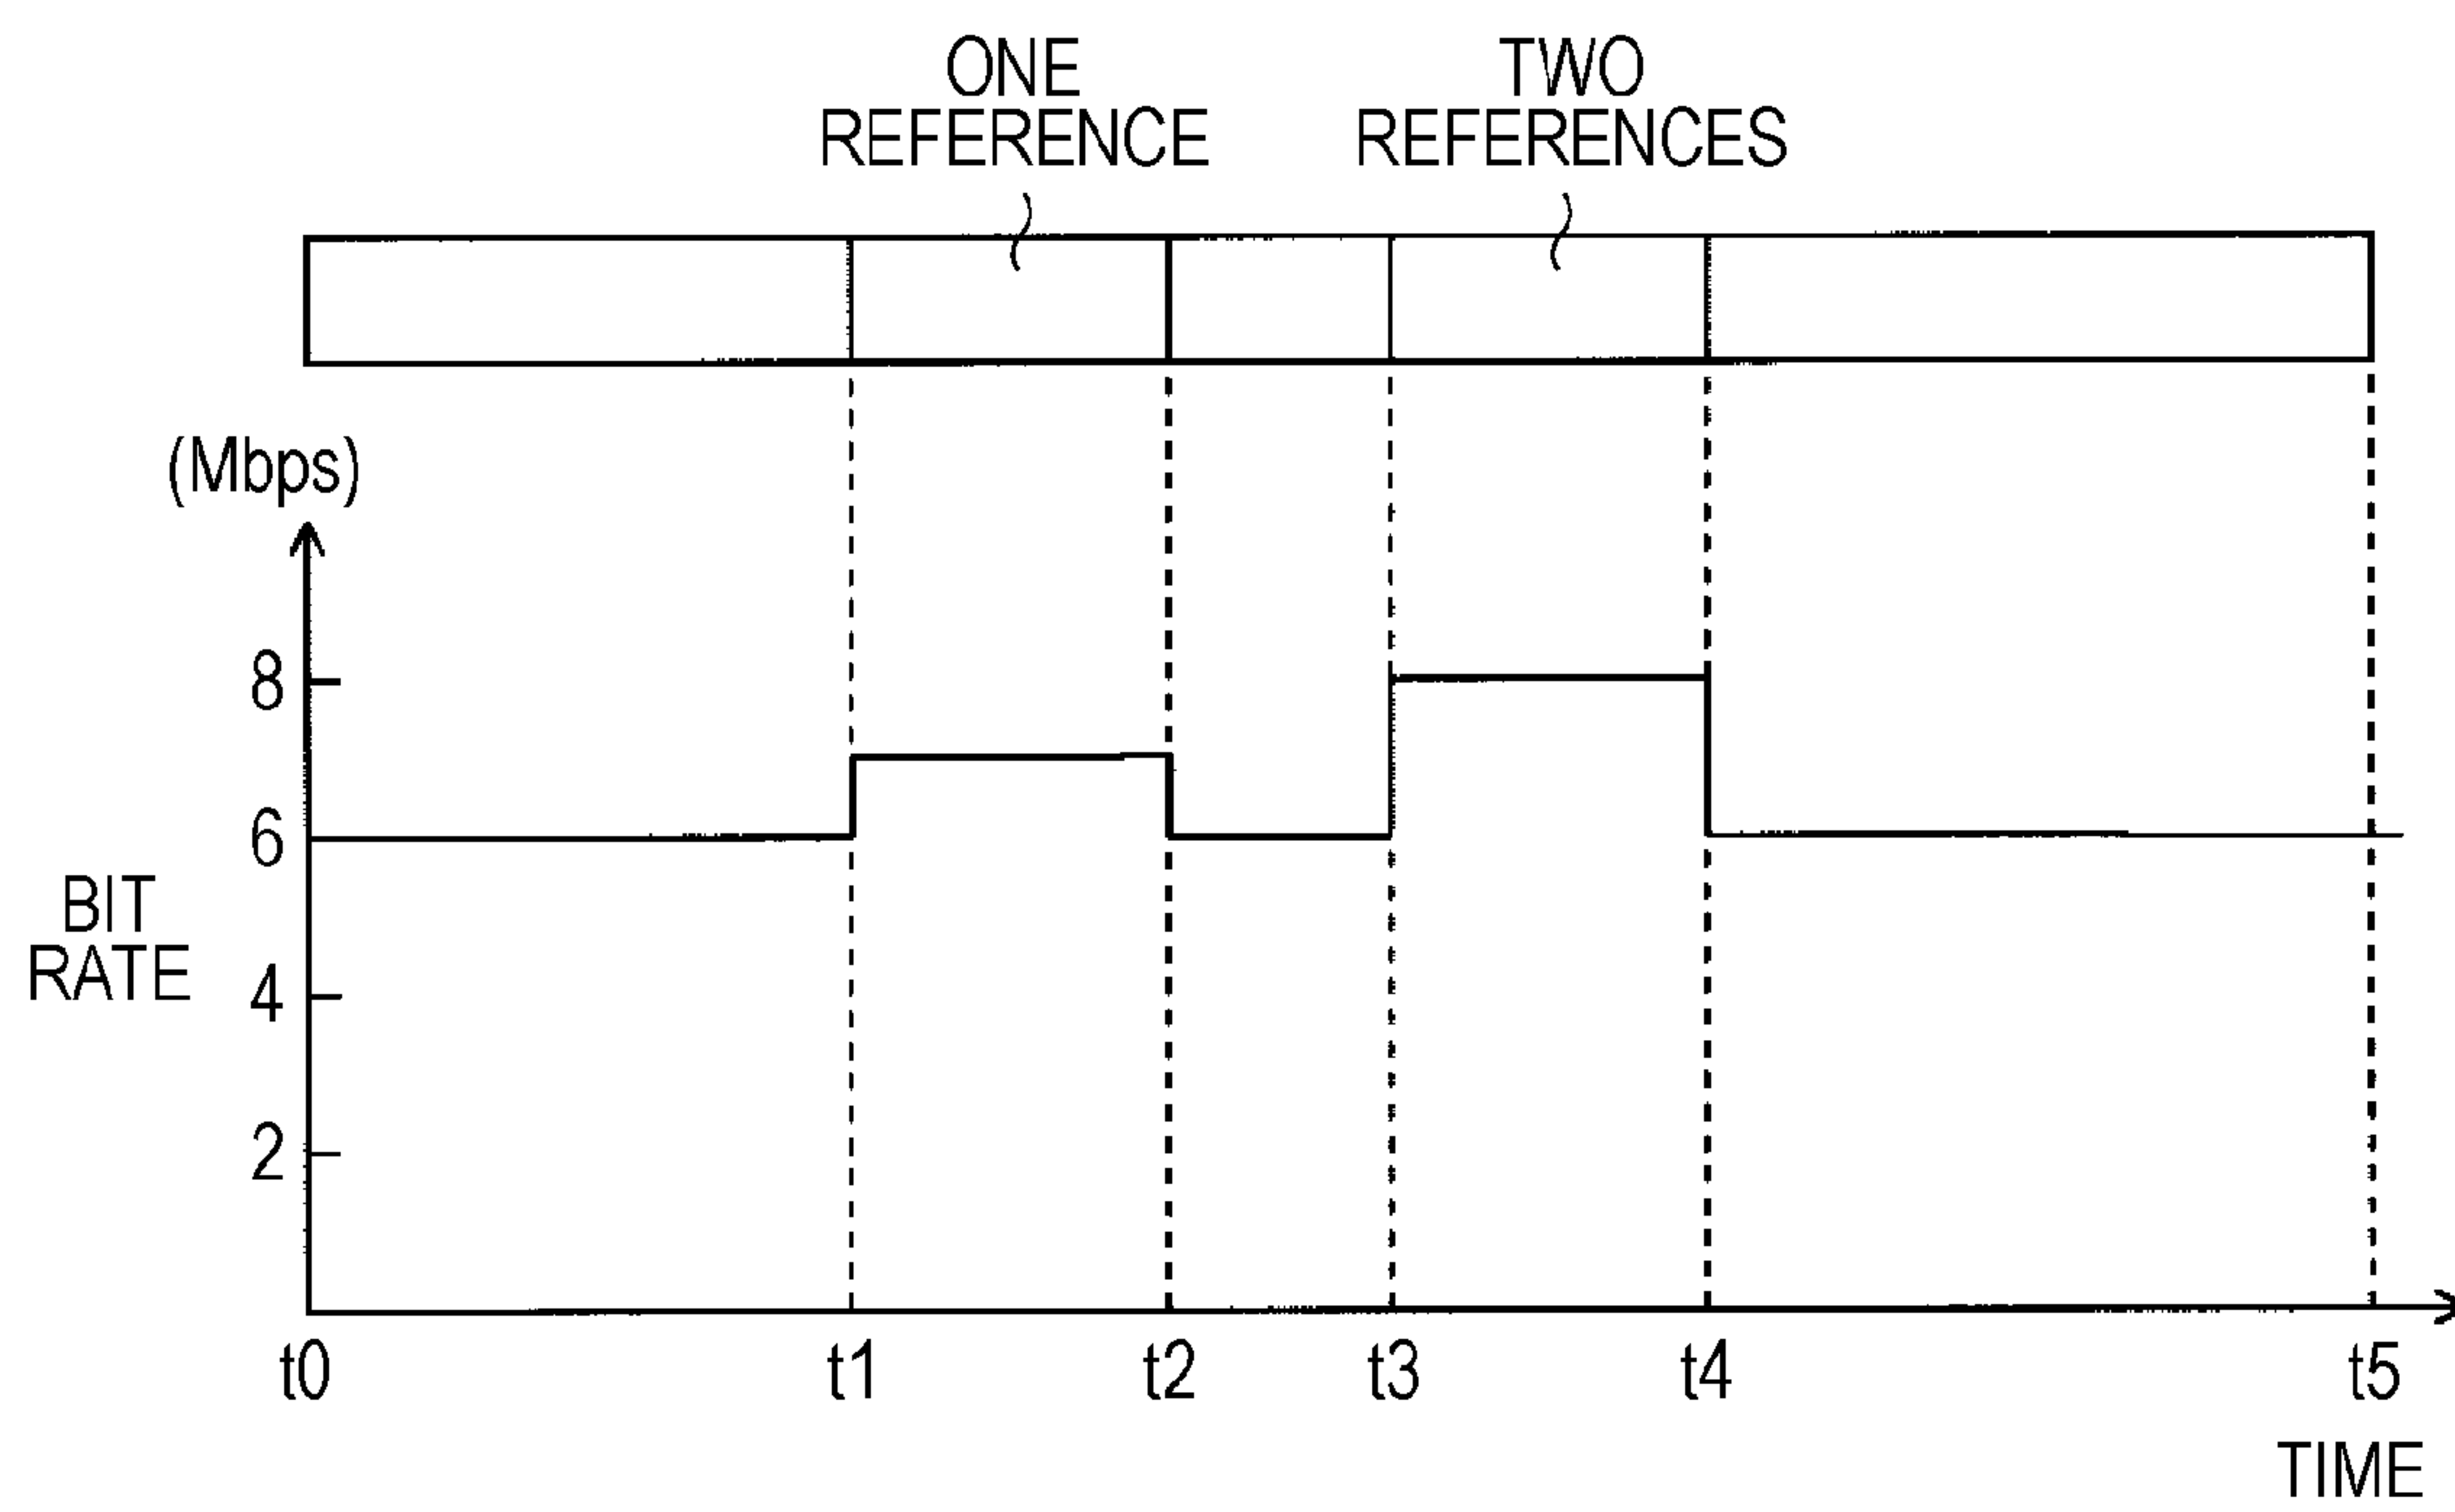 ONE
REFERENCE
TWO
REFERENCES
(Mbps)
8
6
BIT
RATE
4
2
t0 t1 t2 t3 t4 t5
TIME